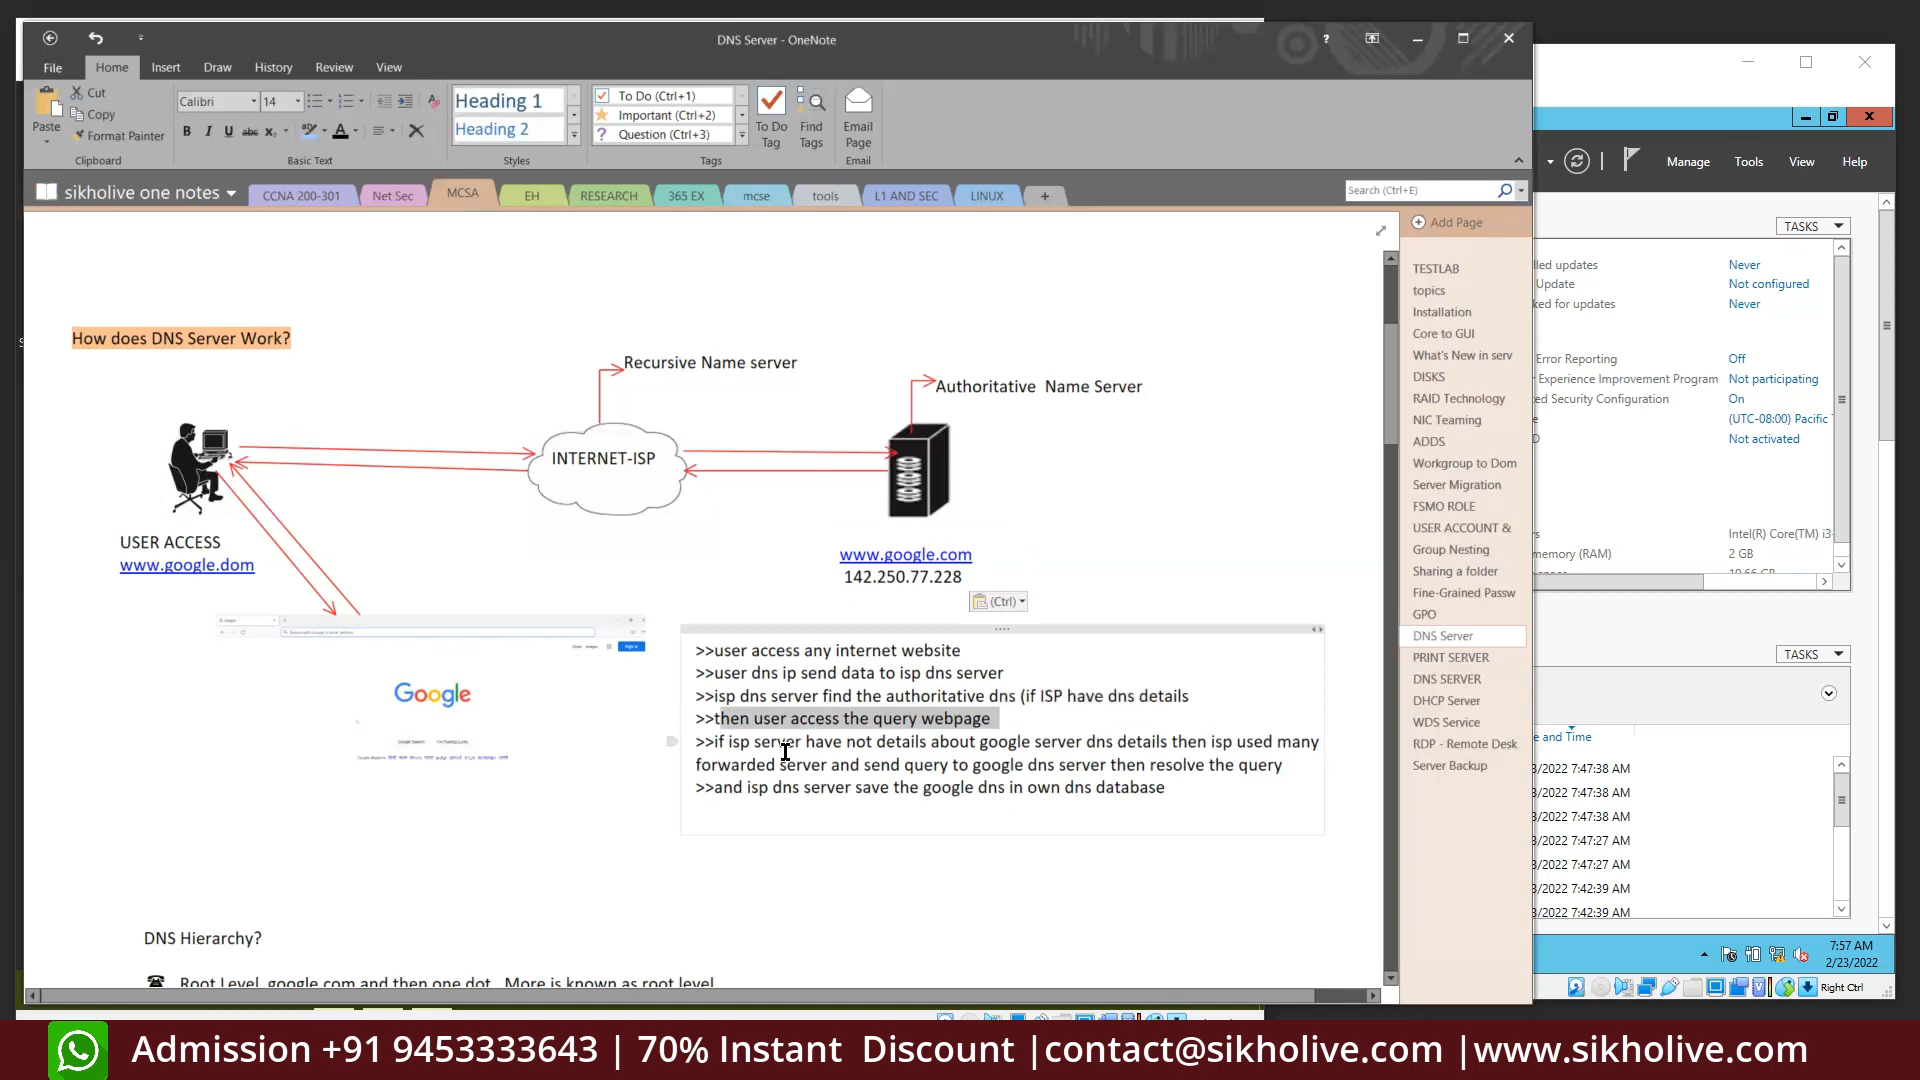 DNS Server - OneNote
?
File Home Insert Draw History Review View
Cut
Copy
Format Painter
Paste
Clipboard
Calibri 14
B I U abc X₂ A
Basic Text
Heading 1
Heading 2
Styles
To Do (Ctrl+1)
Important (Ctrl+2)
? Question (Ctrl+3)
To Do Tag
Find Tags
Tags
Email Page
Email
sikholive one notes
CCNA 200-301 Net Sec MCSA EH RESEARCH 365 EX mcse tools L1 AND SEC LINUX +
Search (Ctrl+E)
Add Page
TESTLAB
topics
Installation
Core to GUI
What's New in serv
DISKS
RAID Technology
NIC Teaming
ADDS
Workgroup to Dom
Server Migration
FSMO ROLE
USER ACCOUNT &
Group Nesting
Sharing a folder
Fine-Grained Passw
GPO
DNS Server
PRINT SERVER
DNS SERVER
DHCP Server
WDS Service
RDP - Remote Desk
Server Backup
How does DNS Server Work?
Recursive Name server
Authoritative Name Server
INTERNET-ISP
USER ACCESS
www.google.dom
www.google.com
142.250.77.228
(Ctrl)
Google
>>user access any internet website
>>user dns ip send data to isp dns server
>>isp dns server find the authoritative dns (if ISP have dns details
>>then user access the query webpage
>>if isp server have not details about google server dns details then isp used many
forwarded server and send query to google dns server then resolve the query
>>and isp dns server save the google dns in own dns database
DNS Hierarchy?
Root Level, google.com and then one dot . More is known as root level
Manage Tools View Help
TASKS
lled updates Never
Update Not configured
ked for updates Never
Error Reporting Off
Experience Improvement Program Not participating
ed Security Configuration On
(UTC-08:00) Pacific
D Not activated
rs Intel(R) Core(TM) i3-
memory (RAM) 2 GB
19.66 GB
TASKS
e and Time
3/2022 7:47:38 AM
3/2022 7:47:38 AM
3/2022 7:47:38 AM
3/2022 7:47:27 AM
3/2022 7:47:27 AM
3/2022 7:42:39 AM
3/2022 7:42:39 AM
7:57 AM
2/23/2022
Right Ctrl
Admission +91 9453333643 | 70% Instant Discount |contact@sikholive.com |www.sikholive.com